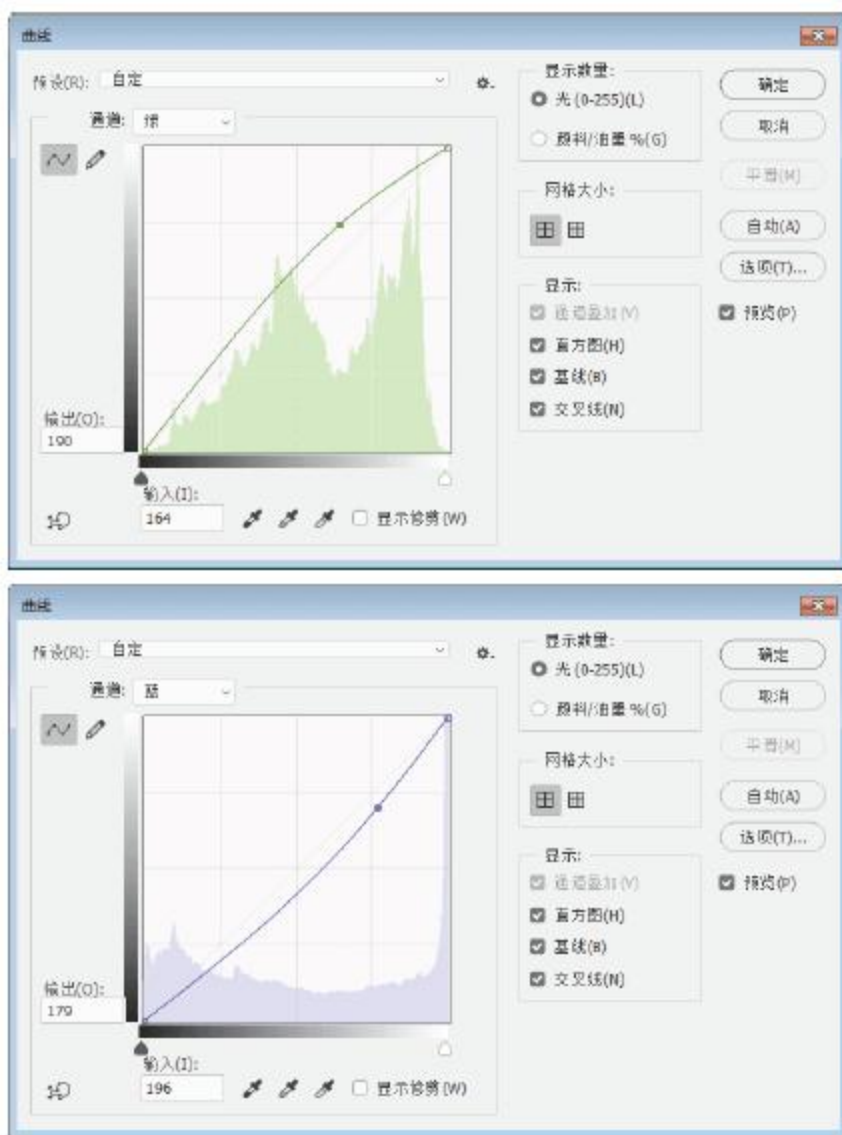 曲线
预设(R): 自定
通道: 绿
输出(O):
190
输入(I):
164
显示修剪(W)
显示数量:
光 (0-255)(L)
颜料/油墨 %(G)
网格大小:
显示:
通道叠加(V)
直方图(H)
基线(B)
交叉线(N)
确定
取消
平滑(M)
自动(A)
选项(T)...
预览(P)
曲线
预设(R): 自定
通道: 蓝
输出(O):
179
输入(I):
196
显示修剪(W)
显示数量:
光 (0-255)(L)
颜料/油墨 %(G)
网格大小:
显示:
通道叠加(V)
直方图(H)
基线(B)
交叉线(N)
确定
取消
平滑(M)
自动(A)
选项(T)...
预览(P)